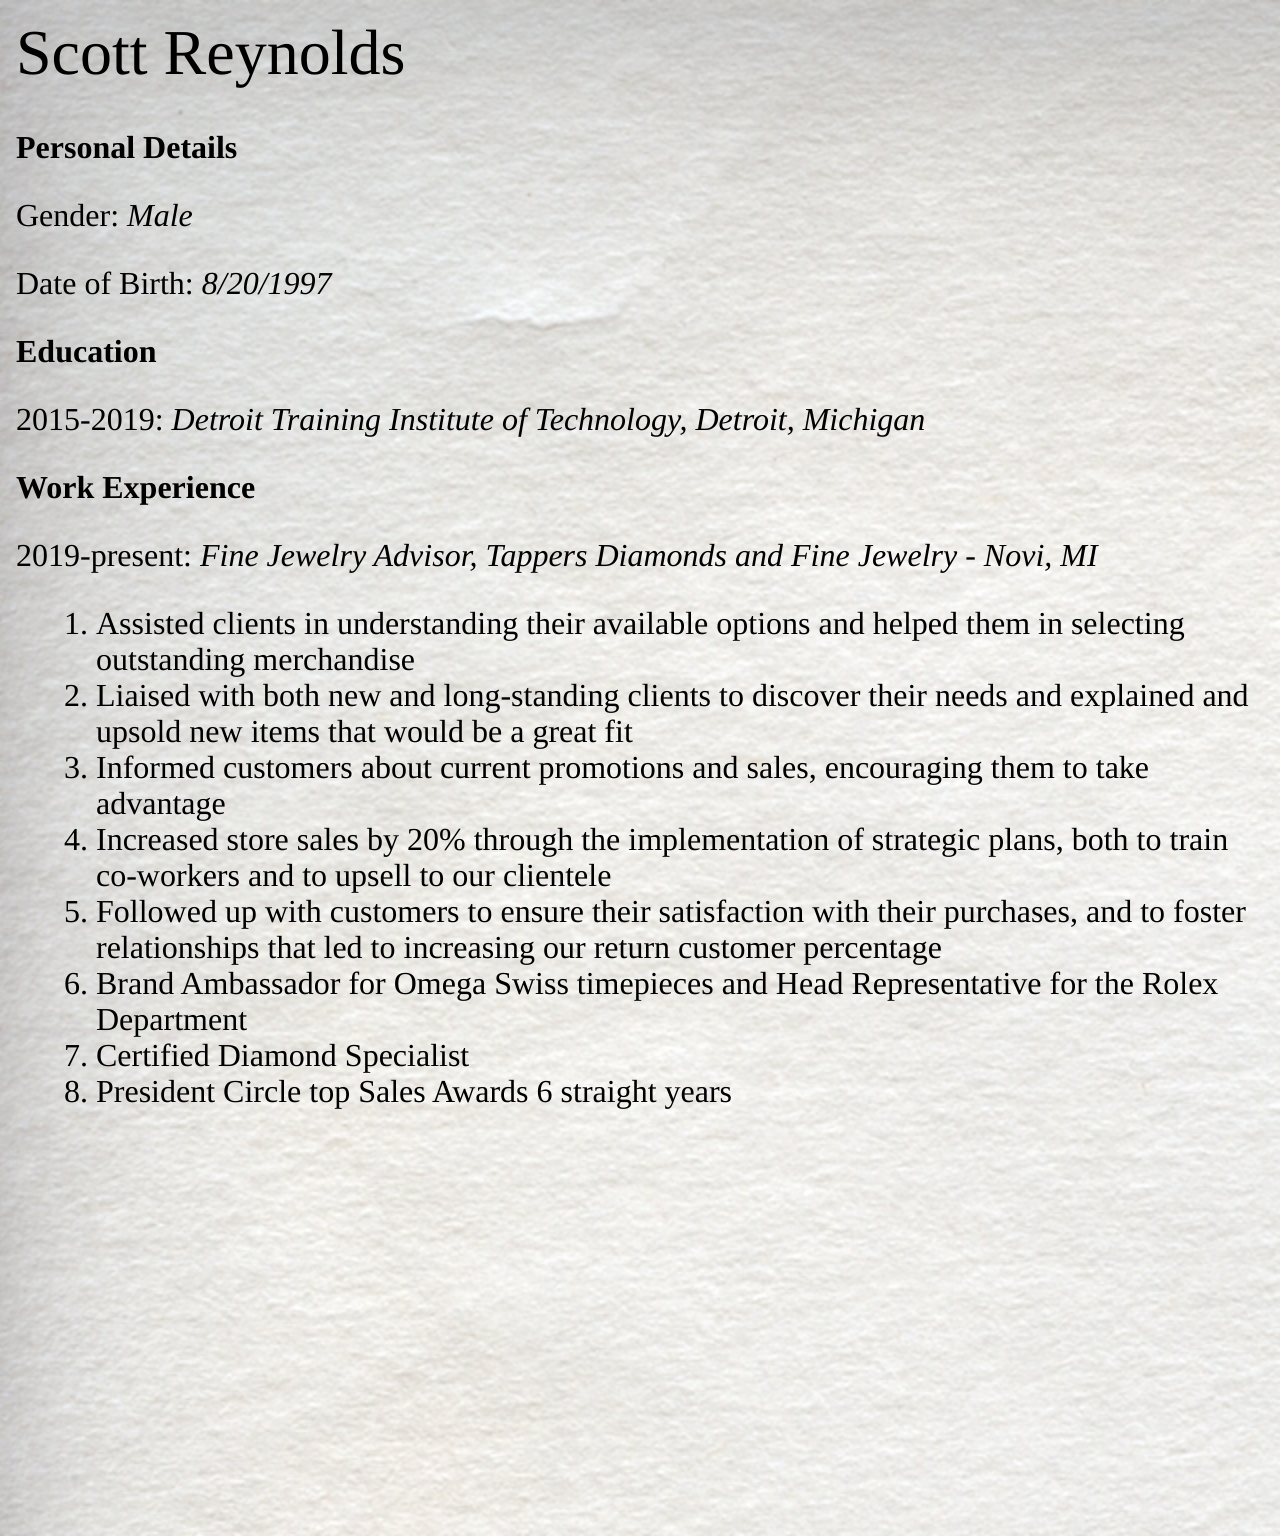 Scott Reynolds
Personal Details
Gender: Male
Date of Birth: 8/20/1997
Education
2015-2019: Detroit Training Institute of Technology, Detroit, Michigan
Work Experience
2019-present: Fine Jewelry Advisor, Tappers Diamonds and Fine Jewelry - Novi, MI
1. Assisted clients in understanding their available options and helped them in selecting
outstanding merchandise
2. Liaised with both new and long-standing clients to discover their needs and explained and
upsold new items that would be a great fit
3. Informed customers about current promotions and sales, encouraging them to take
advantage
4. Increased store sales by 20% through the implementation of strategic plans, both to train
co-workers and to upsell to our clientele
5. Followed up with customers to ensure their satisfaction with their purchases, and to foster
relationships that led to increasing our return customer percentage
6. Brand Ambassador for Omega Swiss timepieces and Head Representative for the Rolex
Department
7. Certified Diamond Specialist
8. President Circle top Sales Awards 6 straight years